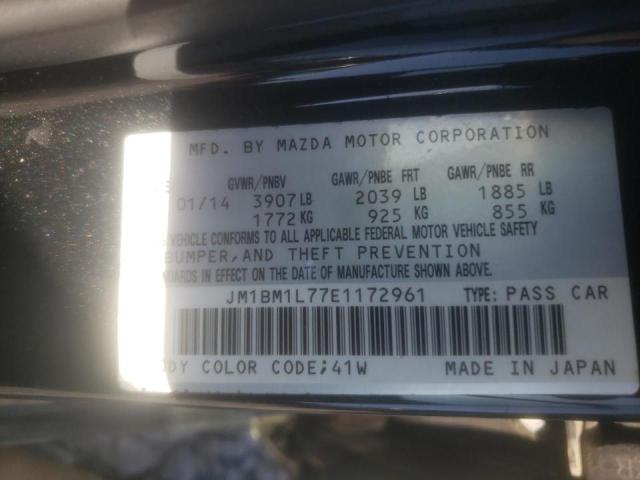 MFD. BY MAZDA MOTOR CORPORATION
GVWR/PNBV GAWR/PNBE FRT GAWR/PNBE RR
01/14 3907 LB 2039 LB 1885 LB
1772 KG 925 KG 855 KG
VEHICLE CONFORMS TO ALL APPLICABLE FEDERAL MOTOR VEHICLE SAFETY
BUMPER, AND THEFT PREVENTION
IN EFFECT ON THE DATE OF MANUFACTURE SHOWN ABOVE.
JM1BM1L77E1172961 TYPE: PASS CAR
COLOR CODE;41W MADE IN JAPAN